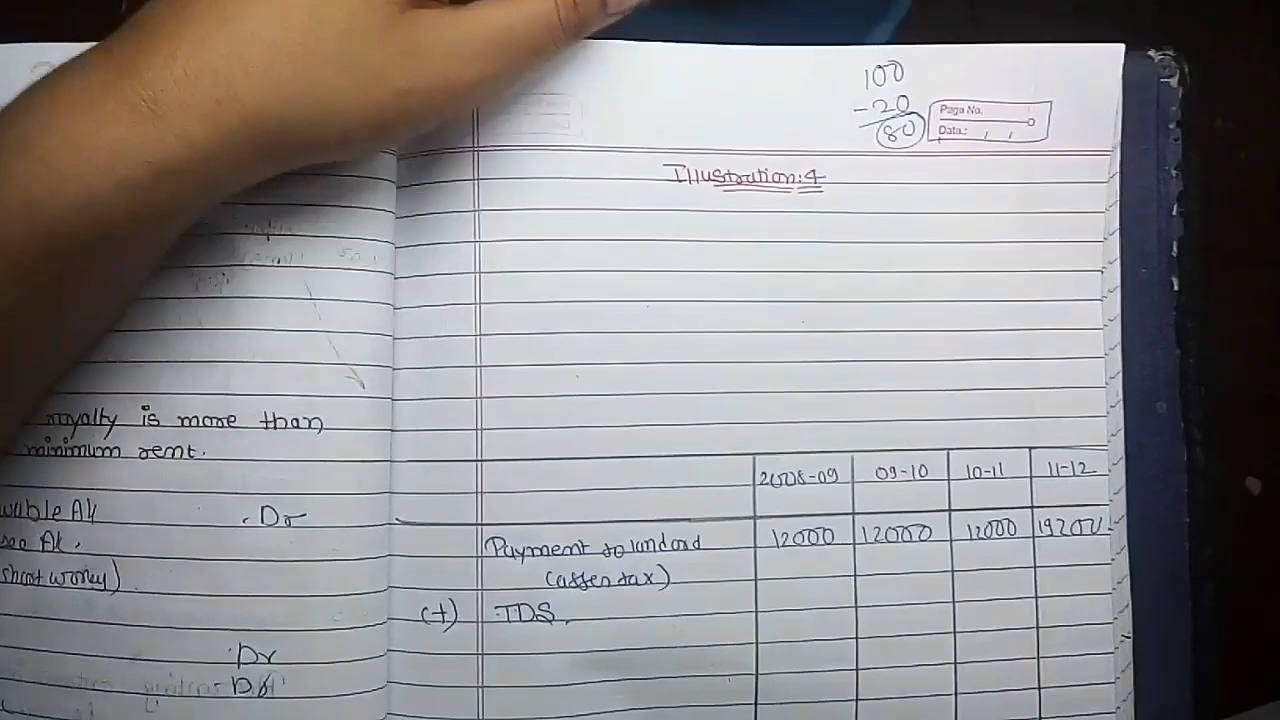 royalty is more than
minimum rent.
Dr
Dr
100
-20
80
Page No.
Date: / /
Illustration:4
2008-09 09-10 10-11 11-12
Payment to landord 12000 12000 12000 19200
(after tax)
(+) TDS.